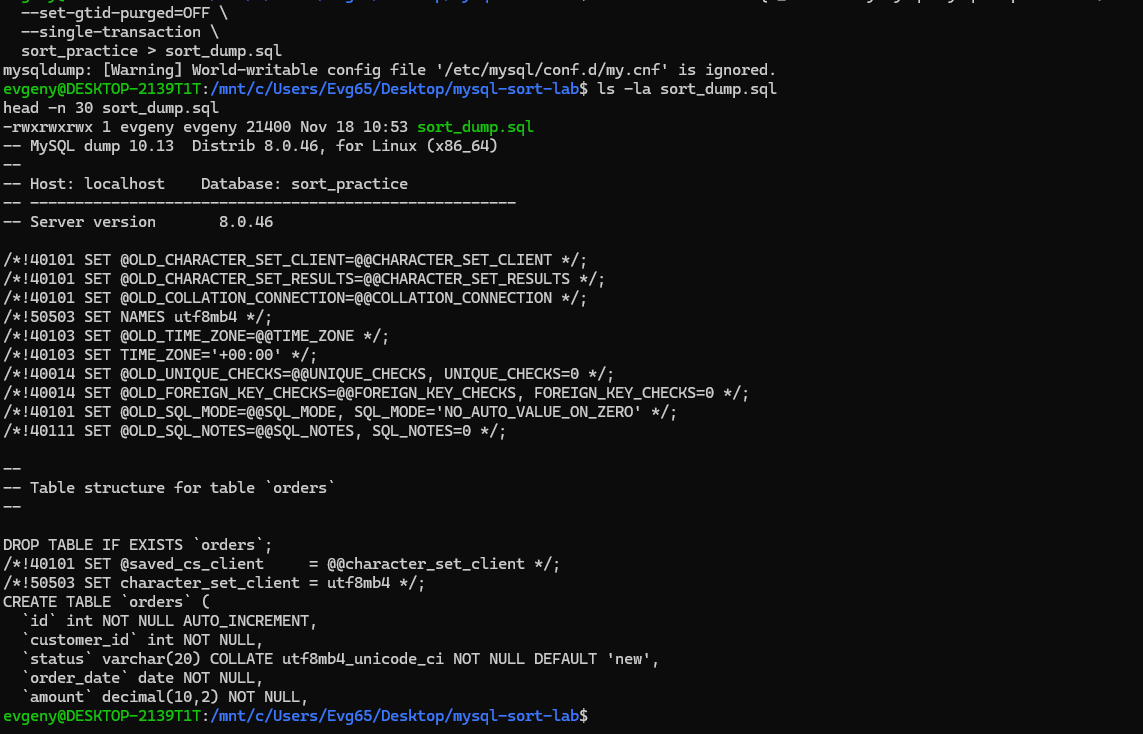 --set-gtid-purged=OFF \
--single-transaction \
sort_practice > sort_dump.sql
mysqldump: [Warning] World-writable config file '/etc/mysql/conf.d/my.cnf' is ignored.
evgeny@DESKTOP-2139T1T:/mnt/c/Users/Evg65/Desktop/mysql-sort-lab$ ls -la sort_dump.sql
head -n 30 sort_dump.sql
-rwxrwxrwx 1 evgeny evgeny 21400 Nov 18 10:53 sort_dump.sql
-- MySQL dump 10.13  Distrib 8.0.46, for Linux (x86_64)
--
-- Host: localhost    Database: sort_practice
-- ------------------------------------------------------
-- Server version       8.0.46
/*!40101 SET @OLD_CHARACTER_SET_CLIENT=@@CHARACTER_SET_CLIENT */;
/*!40101 SET @OLD_CHARACTER_SET_RESULTS=@@CHARACTER_SET_RESULTS */;
/*!40101 SET @OLD_COLLATION_CONNECTION=@@COLLATION_CONNECTION */;
/*!50503 SET NAMES utf8mb4 */;
/*!40103 SET @OLD_TIME_ZONE=@@TIME_ZONE */;
/*!40103 SET TIME_ZONE='+00:00' */;
/*!40014 SET @OLD_UNIQUE_CHECKS=@@UNIQUE_CHECKS, UNIQUE_CHECKS=0 */;
/*!40014 SET @OLD_FOREIGN_KEY_CHECKS=@@FOREIGN_KEY_CHECKS, FOREIGN_KEY_CHECKS=0 */;
/*!40101 SET @OLD_SQL_MODE=@@SQL_MODE, SQL_MODE='NO_AUTO_VALUE_ON_ZERO' */;
/*!40111 SET @OLD_SQL_NOTES=@@SQL_NOTES, SQL_NOTES=0 */;
--
-- Table structure for table `orders`
--
DROP TABLE IF EXISTS `orders`;
/*!40101 SET @saved_cs_client     = @@character_set_client */;
/*!50503 SET character_set_client = utf8mb4 */;
CREATE TABLE `orders` (
`id` int NOT NULL AUTO_INCREMENT,
`customer_id` int NOT NULL,
`status` varchar(20) COLLATE utf8mb4_unicode_ci NOT NULL DEFAULT 'new',
`order_date` date NOT NULL,
`amount` decimal(10,2) NOT NULL,
evgeny@DESKTOP-2139T1T:/mnt/c/Users/Evg65/Desktop/mysql-sort-lab$